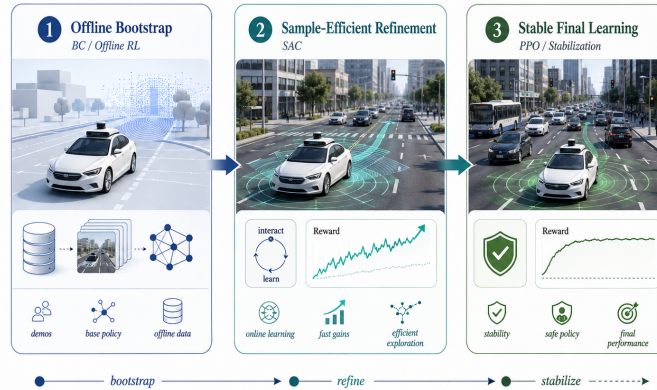 1 Offline Bootstrap
BC / Offline RL
demos
base policy
offline data
2 Sample-Efficient Refinement
SAC
interact
learn
Reward
online learning
fast gains
efficient
exploration
3 Stable Final Learning
PPO / Stabilization
Reward
stability
safe policy
final
performance
bootstrap
refine
stabilize